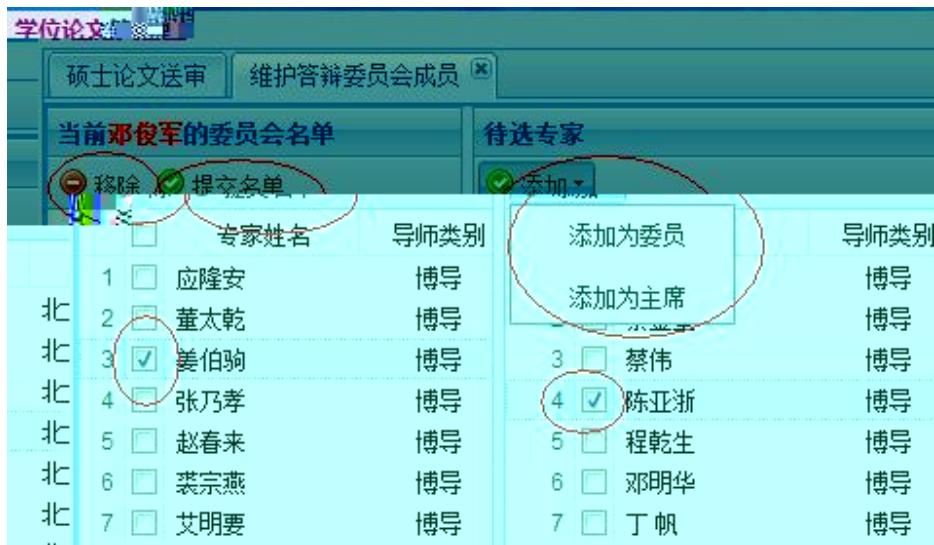 学位论文
硕士论文送审 维护答辩委员会成员
当前邓俊军的委员会名单 待选专家
移除 提交名单 添加
专家姓名 导师类别 添加为委员 导师类别
1 应隆安 博导 添加为主席 博导
北 2 董太乾 博导 博导
北 3 姜伯驹 博导 3 蔡伟 博导
北 4 张乃孝 博导 4 陈亚浙 博导
北 5 赵春来 博导 5 程乾生 博导
北 6 裘宗燕 博导 6 邓明华 博导
北 7 艾明要 博导 7 丁帆 博导